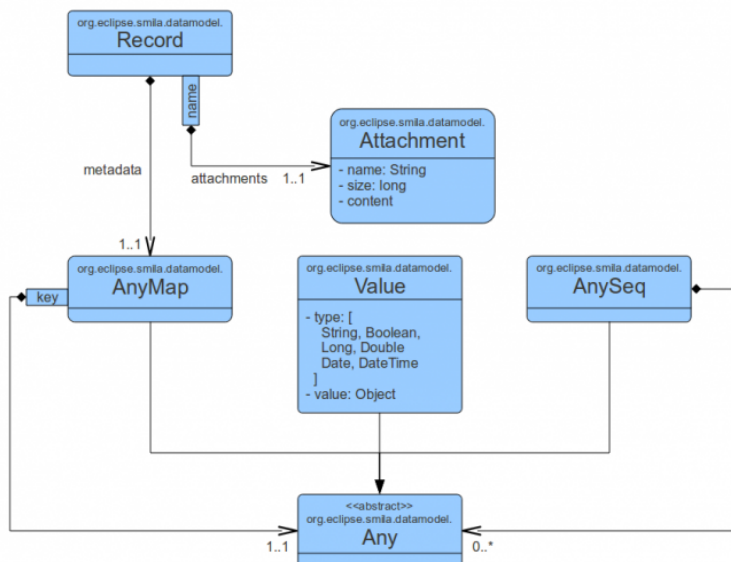 org.eclipse.smila.datamodel.
Record
name
org.eclipse.smila.datamodel.
Attachment
- name: String
- size: long
- content
metadata
attachments 1..1
1..1
org.eclipse.smila.datamodel.
AnyMap
key
org.eclipse.smila.datamodel.
Value
- type: [
String, Boolean,
Long, Double
Date, DateTime
]
- value: Object
org.eclipse.smila.datamodel.
AnySeq
<<abstract>>
org.eclipse.smila.datamodel.
Any
1..1
0..*